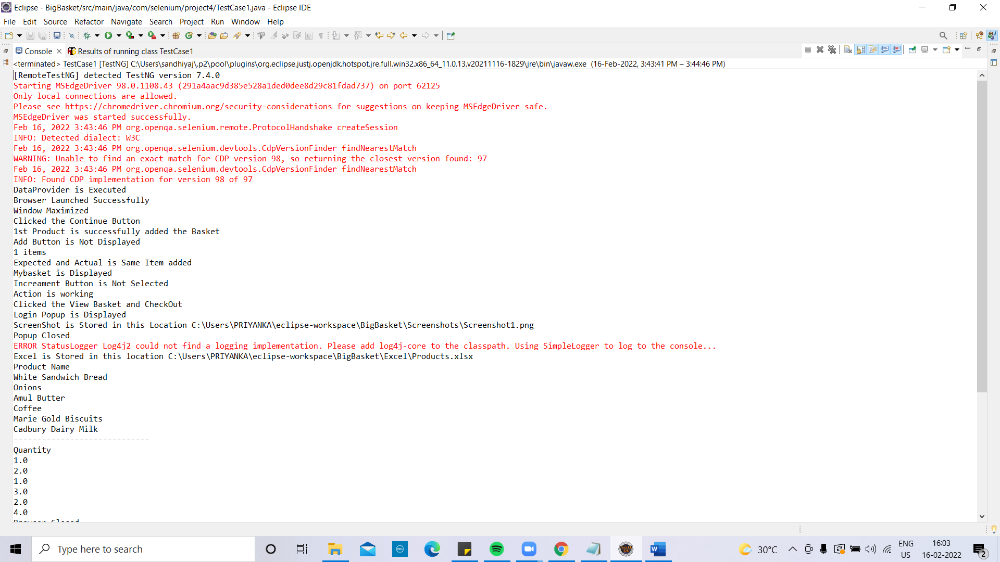 Eclipse - BigBasket/src/main/java/com/selenium/project4/TestCase1.java - Eclipse IDE
File Edit Source Refactor Navigate Search Project Run Window Help
Console Results of running class TestCase1
<terminated> TestCase1 [TestNG] C:\Users\sandhiyaj\.p2\pool\plugins\org.eclipse.justj.openjdk.hotspot.jre.full.win32.x86_64_11.0.13.v20211116-1829\jre\bin\javaw.exe (16-Feb-2022, 3:43:41 PM – 3:44:46 PM)
[RemoteTestNG] detected TestNG version 7.4.0
Starting MSEdgeDriver 98.0.1108.43 (291a4aac9d385e528a1ded0dee8d29c81fdad737) on port 62125
Only local connections are allowed.
Please see https://chromedriver.chromium.org/security-considerations for suggestions on keeping MSEdgeDriver safe.
MSEdgeDriver was started successfully.
Feb 16, 2022 3:43:46 PM org.openqa.selenium.remote.ProtocolHandshake createSession
INFO: Detected dialect: W3C
Feb 16, 2022 3:43:46 PM org.openqa.selenium.devtools.CdpVersionFinder findNearestMatch
WARNING: Unable to find an exact match for CDP version 98, so returning the closest version found: 97
Feb 16, 2022 3:43:46 PM org.openqa.selenium.devtools.CdpVersionFinder findNearestMatch
INFO: Found CDP implementation for version 98 of 97
DataProvider is Executed
Browser Launched Successfully
Window Maximized
Clicked the Continue Button
1st Product is successfully added the Basket
Add Button is Not Displayed
1 items
Expected and Actual is Same Item added
Mybasket is Displayed
Increament Button is Not Selected
Action is working
Clicked the View Basket and CheckOut
Login Popup is Displayed
ScreenShot is Stored in this Location C:\Users\PRIYANKA\eclipse-workspace\BigBasket\Screenshots\Screenshot1.png
Popup Closed
ERROR StatusLogger Log4j2 could not find a logging implementation. Please add log4j-core to the classpath. Using SimpleLogger to log to the console...
Excel is Stored in this location C:\Users\PRIYANKA\eclipse-workspace\BigBasket\Excel\Products.xlsx
Product Name
White Sandwich Bread
Onions
Amul Butter
Coffee
Marie Gold Biscuits
Cadbury Dairy Milk
-----------------------------
Quantity
1.0
2.0
1.0
3.0
2.0
4.0
Browser Closed
Type here to search
30°C
ENG
US
16:03
16-02-2022
2